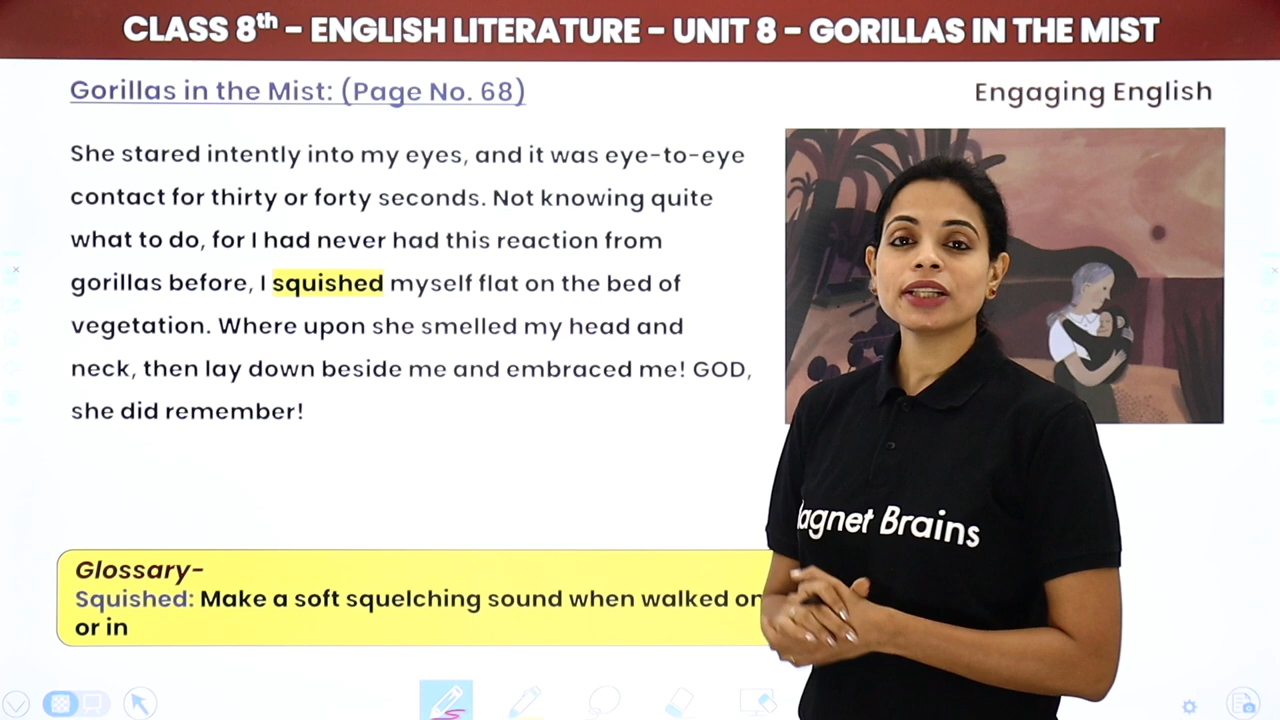 CLASS 8th – ENGLISH LITERATURE – UNIT 8 – GORILLAS IN THE MIST
Gorillas in the Mist: (Page No. 68)
Engaging English
She stared intently into my eyes, and it was eye-to-eye
contact for thirty or forty seconds. Not knowing quite
what to do, for I had never had this reaction from
gorillas before, I squished myself flat on the bed of
vegetation. Where upon she smelled my head and
neck, then lay down beside me and embraced me! GOD,
she did remember!
agnet Brains
Glossary-
Squished: Make a soft squelching sound when walked on
or in